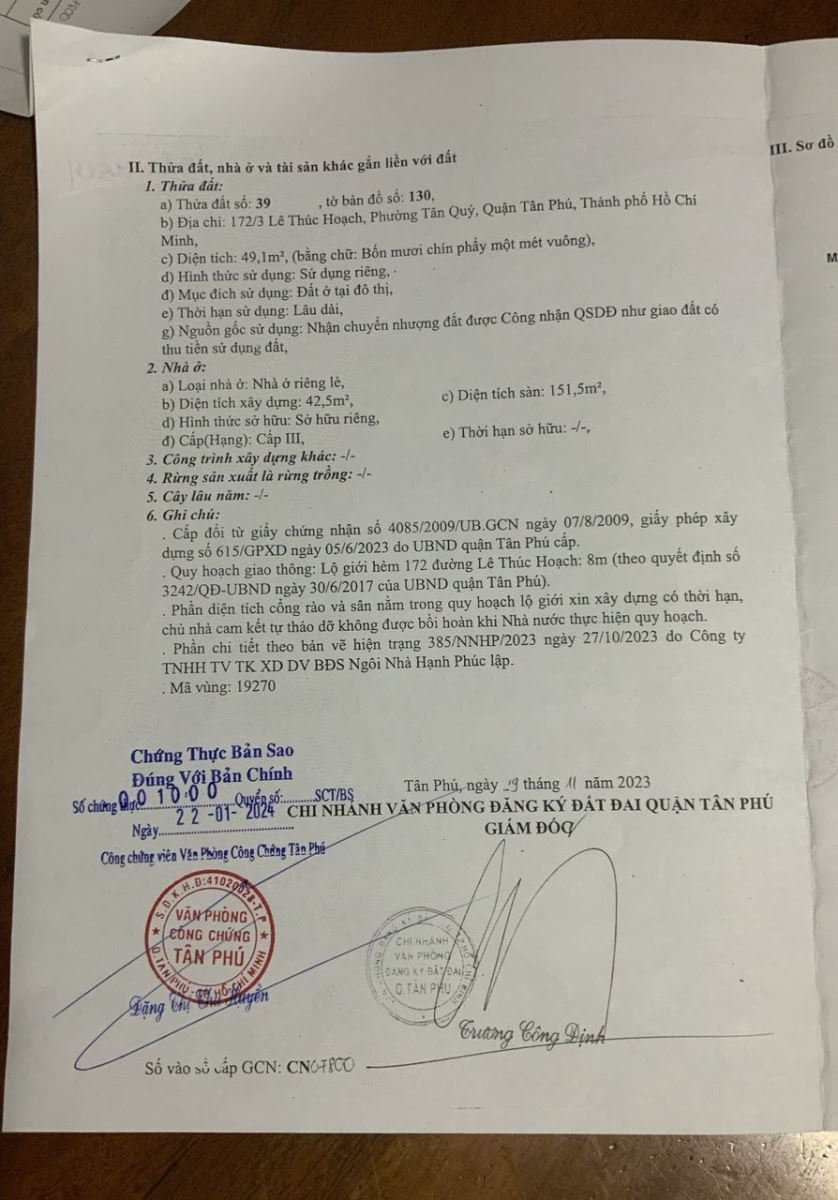 II. Thửa đất, nhà ở và tài sản khác gắn liền với đất
1. Thửa đất:
a) Thửa đất số: 39 , tờ bản đồ số: 130,
b) Địa chỉ: 172/3 Lê Thúc Hoạch, Phường Tân Quý, Quận Tân Phú, Thành phố Hồ Chí
Minh,
c) Diện tích: 49,1m², (bằng chữ: Bốn mươi chín phẩy một mét vuông),
d) Hình thức sử dụng: Sử dụng riêng,
đ) Mục đích sử dụng: Đất ở tại đô thị,
e) Thời hạn sử dụng: Lâu dài,
g) Nguồn gốc sử dụng: Nhận chuyển nhượng đất được Công nhận QSDĐ như giao đất có
thu tiền sử dụng đất,
2. Nhà ở:
a) Loại nhà ở: Nhà ở riêng lẻ,
b) Diện tích xây dựng: 42,5m², c) Diện tích sàn: 151,5m²,
d) Hình thức sở hữu: Sở hữu riêng,
đ) Cấp(Hạng): Cấp III, e) Thời hạn sở hữu: -/-,
3. Công trình xây dựng khác: -/-
4. Rừng sản xuất là rừng trồng: -/-
5. Cây lâu năm: -/-
6. Ghi chú:
. Cấp đổi từ giấy chứng nhận số 4085/2009/UB.GCN ngày 07/8/2009, giấy phép xây
dựng số 615/GPXD ngày 05/6/2023 do UBND quận Tân Phú cấp.
. Quy hoạch giao thông: Lộ giới hẻm 172 đường Lê Thúc Hoạch: 8m (theo quyết định số
3242/QĐ-UBND ngày 30/6/2017 của UBND quận Tân Phú).
. Phần diện tích cổng rào và sân nằm trong quy hoạch lộ giới xin xây dựng có thời hạn,
chủ nhà cam kết tự tháo dỡ không được bồi hoàn khi Nhà nước thực hiện quy hoạch.
. Phần chi tiết theo bản vẽ hiện trạng 385/NNHP/2023 ngày 27/10/2023 do Công ty
TNHH TV TK XD DV BĐS Ngôi Nhà Hạnh Phúc lập.
. Mã vùng: 19270
III. Sơ đồ
M
Chứng Thực Bản Sao
Đúng Với Bản Chính
Số chứng thực 001000 Quyển số:.........SCT/BS
Ngày 22-01-2024
Công chứng viên Văn Phòng Công Chứng Tân Phú
S.Đ.K.H.Đ:41020028-T.P
VĂN PHÒNG
CÔNG CHỨNG
TÂN PHÚ
Q.TÂN PHÚ - TP HỒ CHÍ MINH
Đặng Thị Thu Huyền
Tân Phú, ngày 29 tháng 11 năm 2023
CHI NHÁNH VĂN PHÒNG ĐĂNG KÝ ĐẤT ĐAI QUẬN TÂN PHÚ
GIÁM ĐỐC
CHI NHÁNH
VĂN PHÒNG
ĐĂNG KÝ ĐẤT ĐAI
Q.TÂN PHÚ
Trương Công Định
Số vào sổ cấp GCN: CN07800